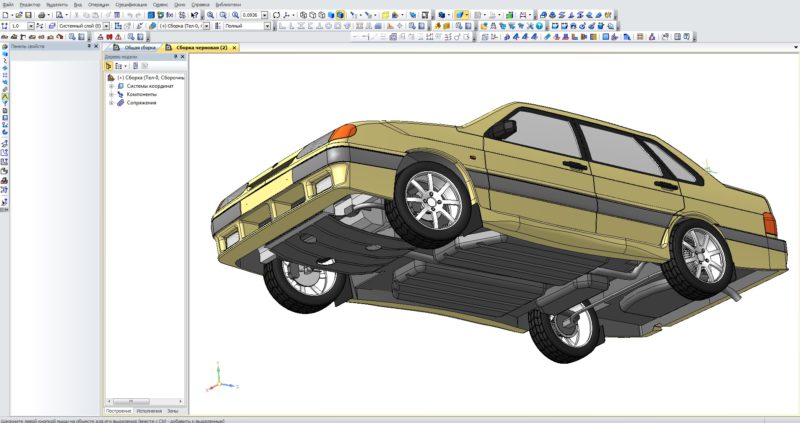 Файл Редактор Выделить Вид Операции Спецификация Сервис Окно Справка
0.0936
1.0 Системный слой (0) (+) Сборка (Тел-0, Полный
Панель свойств
Общая сборка Сборка черновая (2)
Дерево модели
(+) Сборка (Тел-0, Сборочны
Системы координат
Компоненты
Сопряжения
Построение Исполнения Зоны
Щелкните левой кнопкой мыши на объекте для его выделения (вместе с Ctrl - добавить к выделенным)